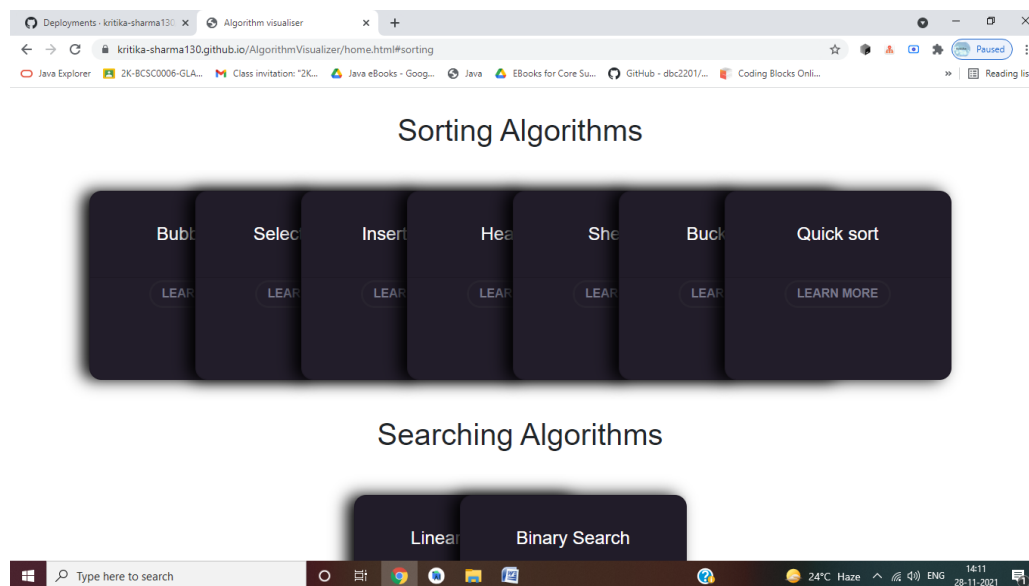 Deployments · kritika-sharma130
Algorithm visualiser
kritika-sharma130.github.io/AlgorithmVisualizer/home.html#sorting
Paused
Java Explorer
2K-BCSC0006-GLA...
Class invitation: "2K...
Java eBooks - Goog...
Java
EBooks for Core Su...
GitHub - dbc2201/...
Coding Blocks Onli...
»
Reading lis
Sorting Algorithms
Bubb
Select
Insert
Hea
She
Buck
Quick sort
LEAR
LEAR
LEAR
LEAR
LEAR
LEAR
LEARN MORE
Searching Algorithms
Linear
Binary Search
Type here to search
24°C Haze
ENG
14:11
28-11-2021